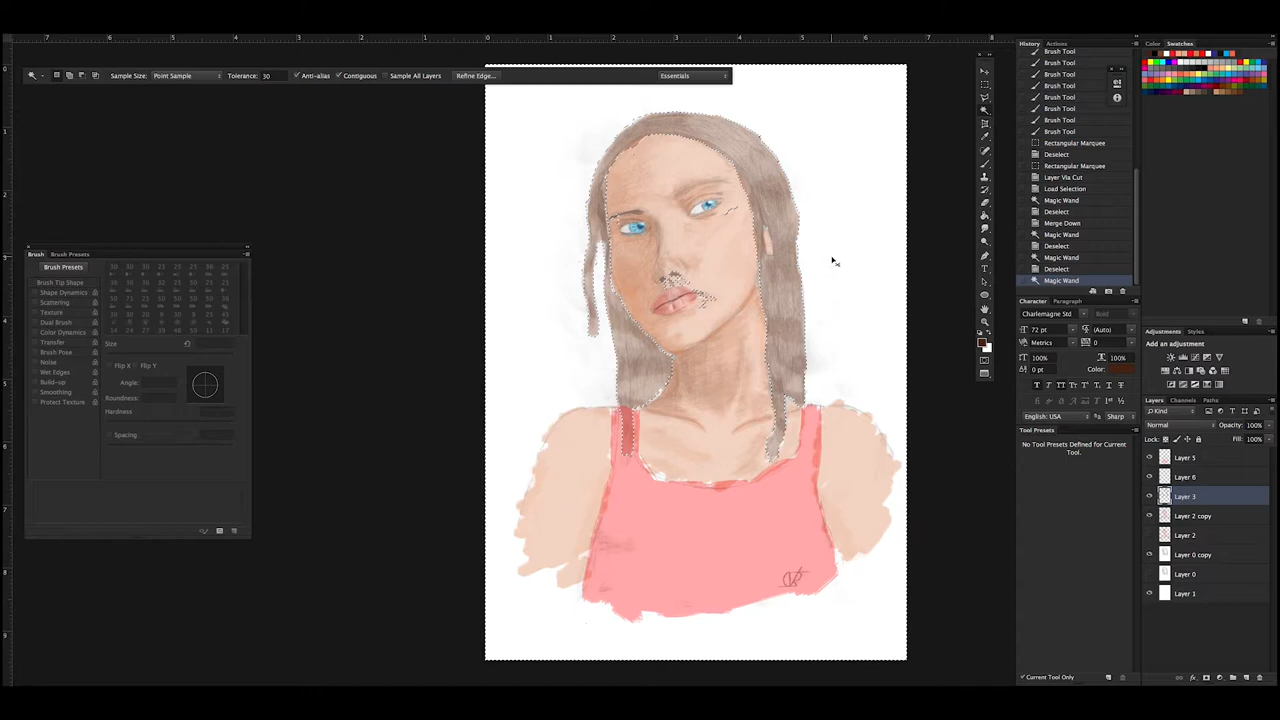 Sample Size: Point Sample Tolerance: 30 Anti-alias Contiguous Sample All Layers Refine Edge... Essentials
Brush Brush Presets
Brush Presets
Brush Tip Shape
Shape Dynamics
Scattering
Texture
Dual Brush
Color Dynamics
Transfer
Brush Pose
Noise
Wet Edges
Build-up
Smoothing
Protect Texture
Size
Flip X Flip Y
Angle:
Roundness:
Hardness
Spacing
History Actions
Brush Tool
Brush Tool
Brush Tool
Brush Tool
Brush Tool
Brush Tool
Brush Tool
Brush Tool
Rectangular Marquee
Deselect
Rectangular Marquee
Layer Via Cut
Load Selection
Magic Wand
Deselect
Merge Down
Magic Wand
Deselect
Magic Wand
Deselect
Magic Wand
Color Swatches
Character Paragraph
Charlemagne Std Bold
72 pt (Auto)
Metrics 0
100% 100%
0 pt Color:
English: USA Sharp
Tool Presets
No Tool Presets Defined for Current
Tool.
Current Tool Only
Adjustments Styles
Add an adjustment
Layers Channels Paths
Kind
Normal Opacity: 100%
Lock: Fill: 100%
Layer 5
Layer 6
Layer 3
Layer 2 copy
Layer 2
Layer 0 copy
Layer 0
Layer 1